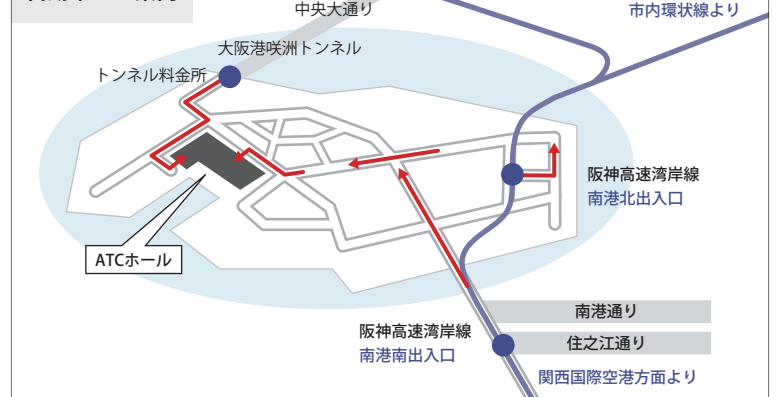 中央大通り
市内環状線より
大阪港咲洲トンネル
トンネル料金所
阪神高速湾岸線
南港北出入口
ATCホール
南港通り
阪神高速湾岸線
住之江通り
南港南出入口
関西国際空港方面より